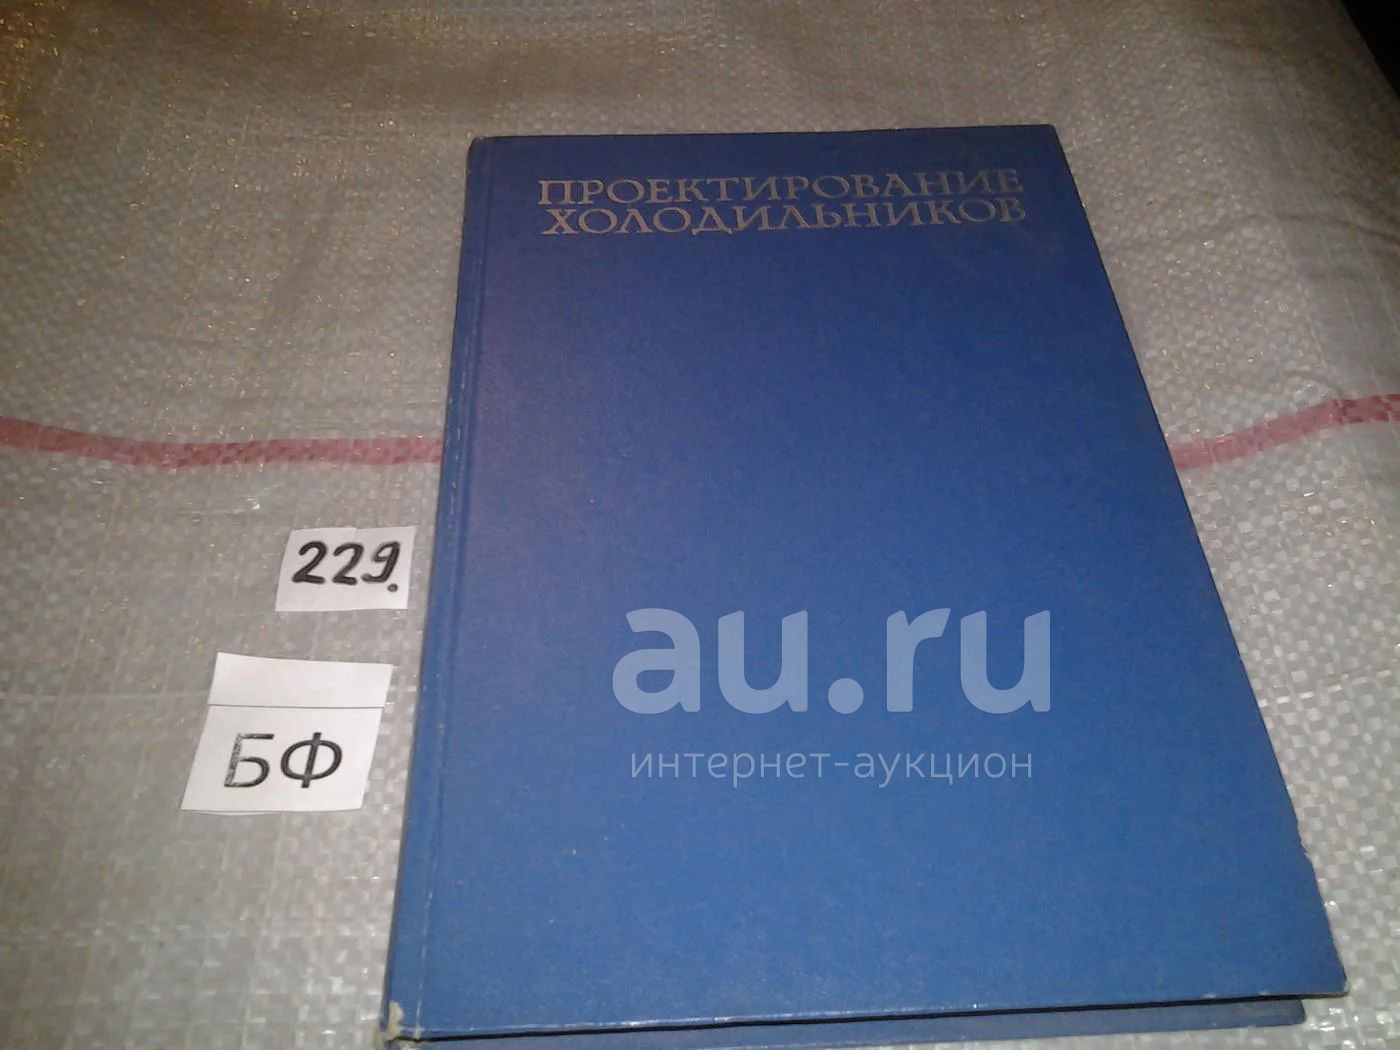 ПРОЕКТИРОВАНИЕ
ХОЛОДИЛЬНИКОВ
229.
БФ
au.ru
интернет-аукцион